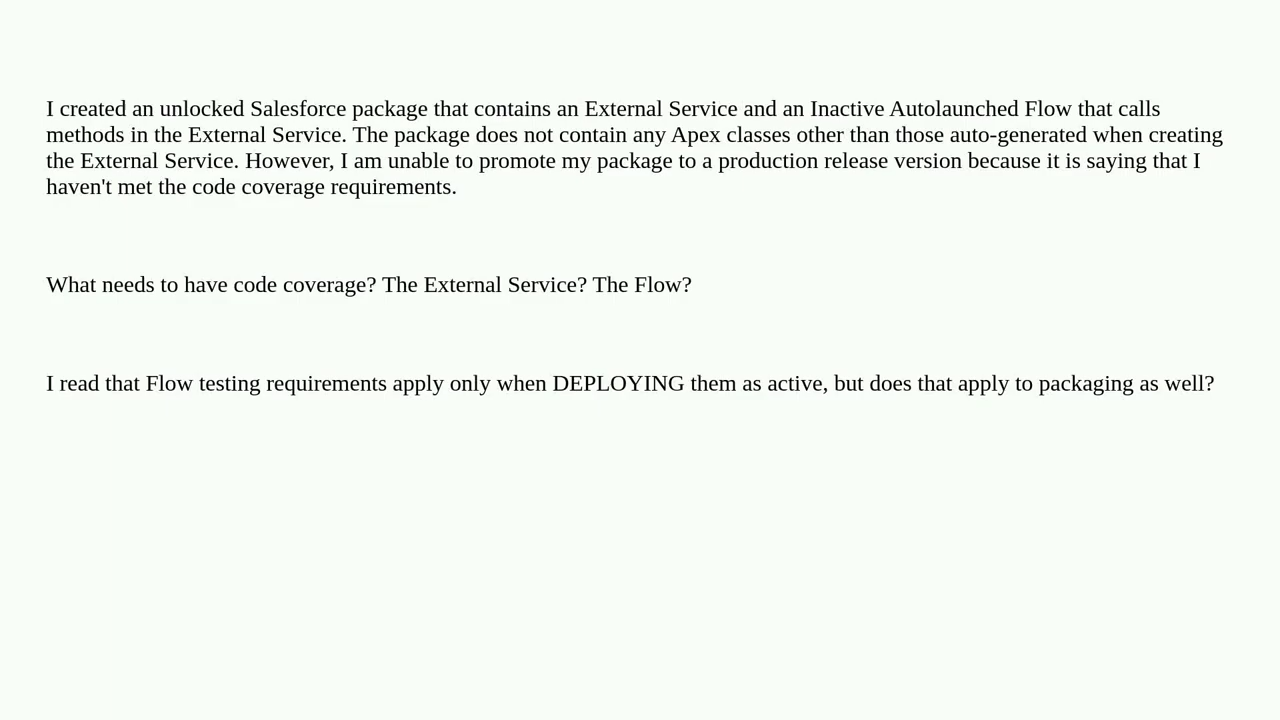 I created an unlocked Salesforce package that contains an External Service and an Inactive Autolaunched Flow that calls
methods in the External Service. The package does not contain any Apex classes other than those auto-generated when creating
the External Service. However, I am unable to promote my package to a production release version because it is saying that I
haven't met the code coverage requirements.
What needs to have code coverage? The External Service? The Flow?
I read that Flow testing requirements apply only when DEPLOYING them as active, but does that apply to packaging as well?